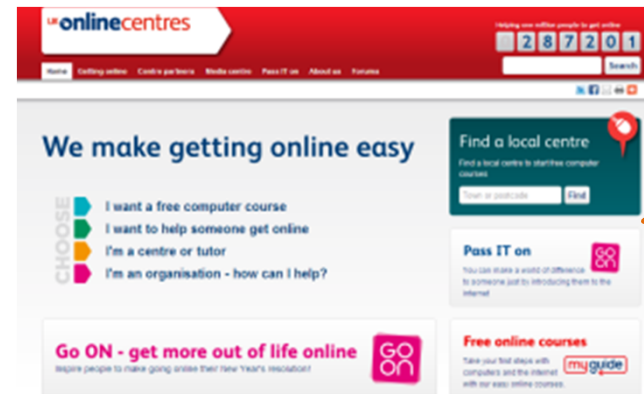 UK onlinecentres
Helping one million people to get online
287201
Search
Home Getting online Centre partners Media centre Pass IT on About us Forums
We make getting online easy
CHOOSE
I want a free computer course
I want to help someone get online
I'm a centre or tutor
I'm an organisation - how can I help?
Find a local centre
Find a local centre to start free computer
courses
Town or postcode Find
Pass IT on
GO
ON
You can make a world of difference
to someone just by introducing them to the
internet
Go ON - get more out of life online
Inspire people to make going online their New Year's resolution!
GO
ON
Free online courses
Take your first steps with
computers and the internet
with our easy online courses.
myguide